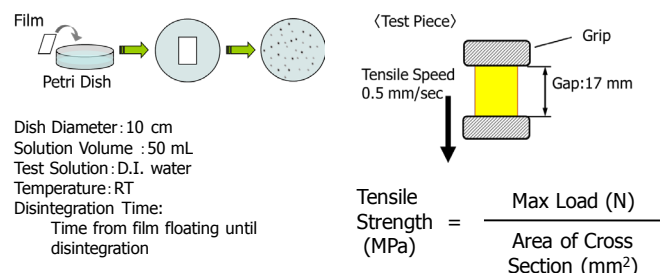 Film
Petri Dish
Dish Diameter:10 cm
Solution Volume :50 mL
Test Solution:D.I. water
Temperature:RT
Disintegration Time:
Time from film floating until
disintegration
〈Test Piece〉
Grip
Tensile Speed
0.5 mm/sec
Gap:17 mm
Tensile
Strength
(MPa)
=
Max Load (N)
Area of Cross
Section (mm²)